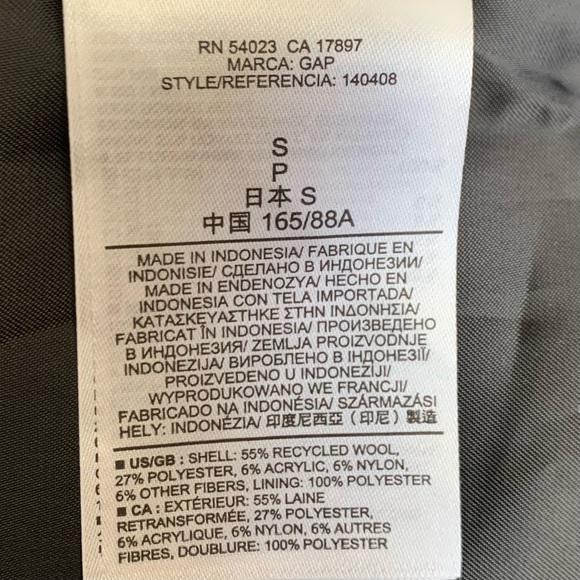 RN 54023 CA 17897
MARCA: GAP
STYLE/REFERENCIA: 140408
S
P
日本 S
中国 165/88A
MADE IN INDONESIA/ FABRIQUE EN
INDONISIE/ СДЕЛАНО В ИНДОНЕЗИИ/
MADE IN ENDENOZYA/ HECHO EN
INDONESIA CON TELA IMPORTADA/
ΚΑΤΑΣΚΕΥΑΣΤΗΚΕ ΣΤΗΝ ΙΝΔΟΝΗΣΙΑ/
FABRICAT ÎN INDONESIA/ ПРОИЗВЕДЕНО
В ИНДОНЕЗИЯ/ ZEMLJA PROIZVODNJE
INDONEZIJA/ ВИРОБЛЕНО В ІНДОНЕЗІЇ/
PROIZVEDENO U INDONEZIJI/
WYPRODUKOWANO WE FRANCJI/
FABRICADO NA INDONÉSIA/ SZÁRMAZÁSI
HELY: INDONÉZIA/ 印度尼西亞（印尼）製造
■ US/GB : SHELL: 55% RECYCLED WOOL,
27% POLYESTER, 6% ACRYLIC, 6% NYLON,
6% OTHER FIBERS, LINING: 100% POLYESTER
■ CA : EXTÉRIEUR: 55% LAINE
RETRANSFORMÉE, 27% POLYESTER,
6% ACRYLIQUE, 6% NYLON, 6% AUTRES
FIBRES, DOUBLURE: 100% POLYESTER